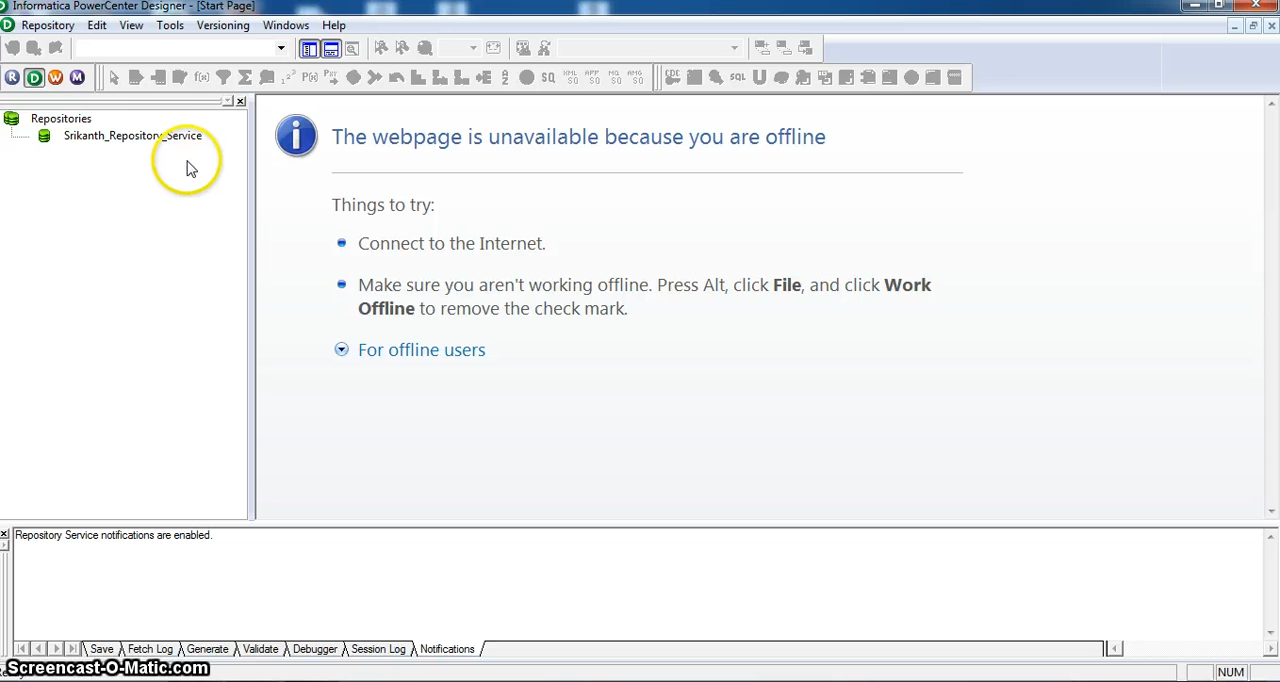 Informatica PowerCenter Designer - [Start Page]
Repository Edit View Tools Versioning Windows Help
R D W M f(x) SQ SQL U
Repositories
Srikanth_Repository_Service
The webpage is unavailable because you are offline
Things to try:
Connect to the Internet.
Make sure you aren't working offline. Press Alt, click File, and click Work
Offline to remove the check mark.
For offline users
Repository Service notifications are enabled.
Save Fetch Log Generate Validate Debugger Session Log Notifications
Screencast-O-Matic.com
NUM